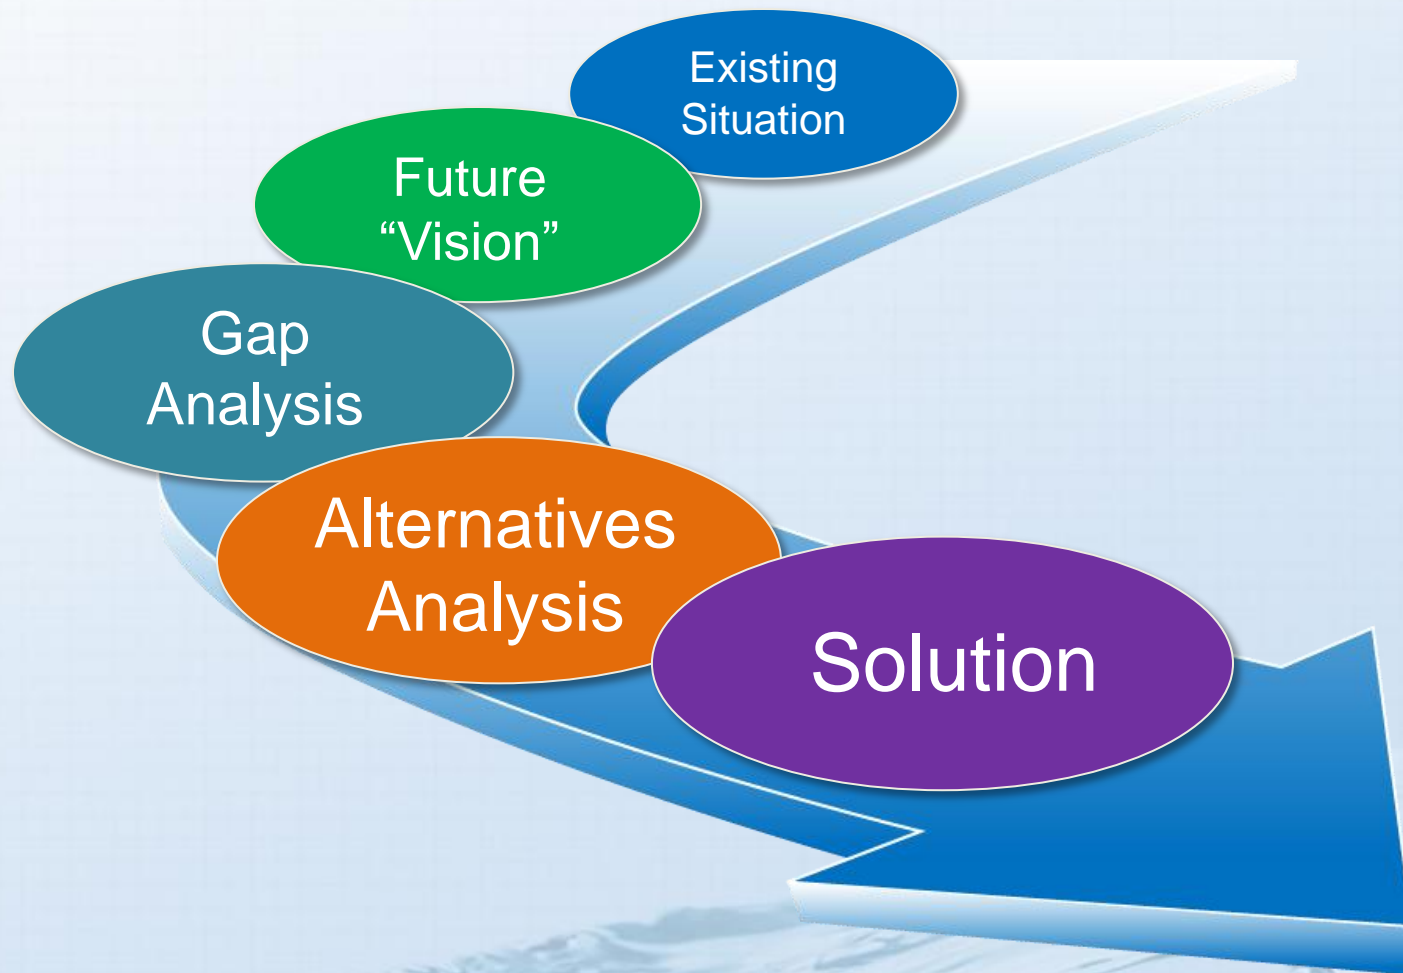 Existing
Situation
Future
“Vision”
Gap
Analysis
Alternatives
Analysis
Solution